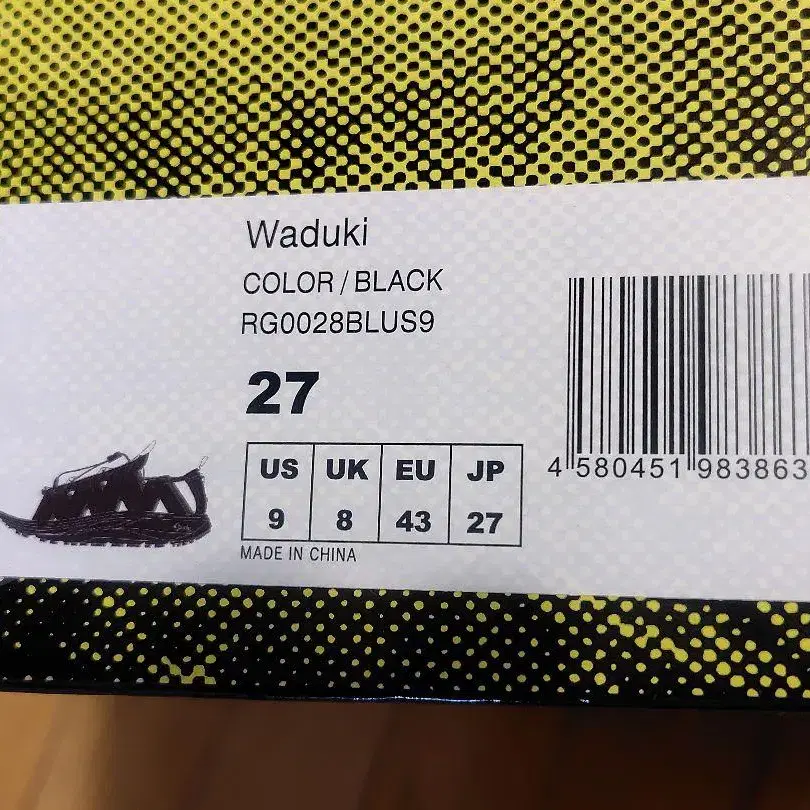 Waduki
COLOR / BLACK
RG0028BLUS9
27
US UK EU JP
9 8 43 27
MADE IN CHINA
4 580451 983863